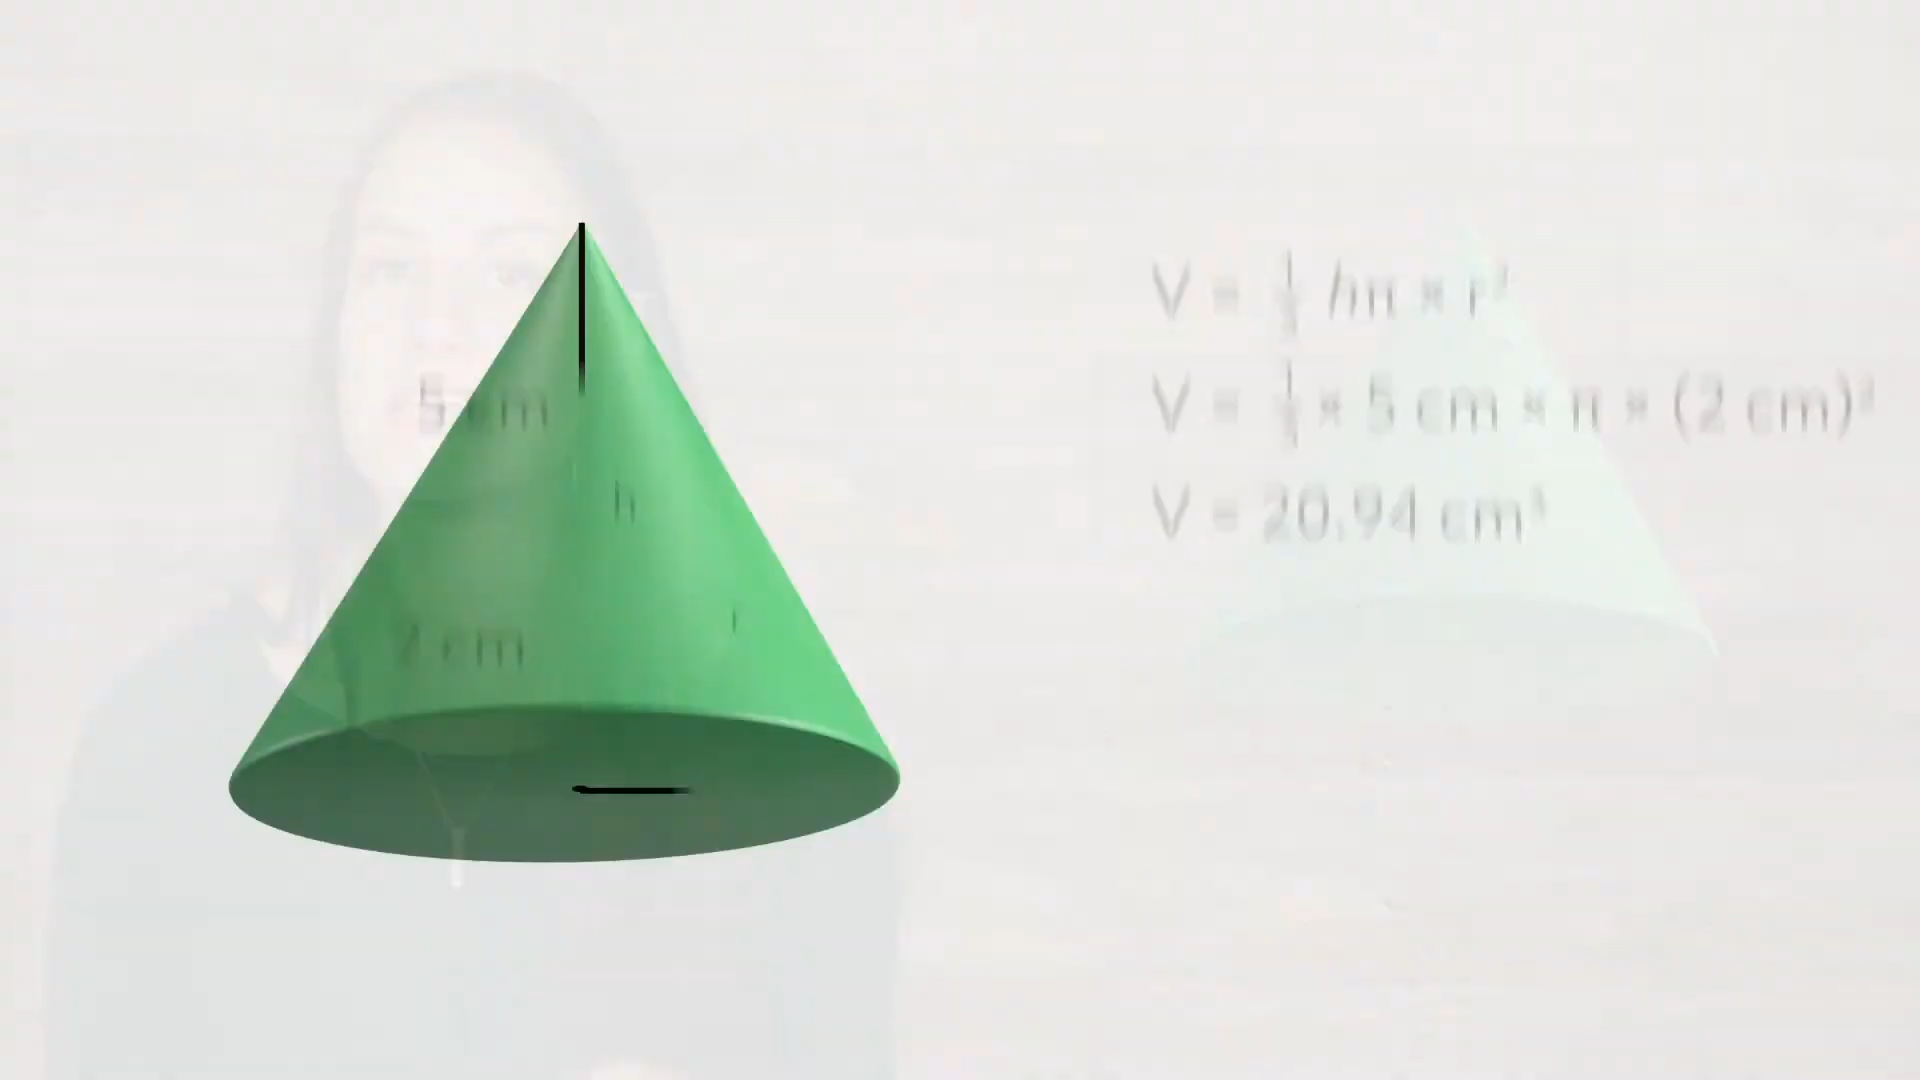 V = 1/3 hπ × r²
5 cm
V = 1/3 × 5 cm × π × (2 cm)²
h
V = 20.94 cm³
2 cm